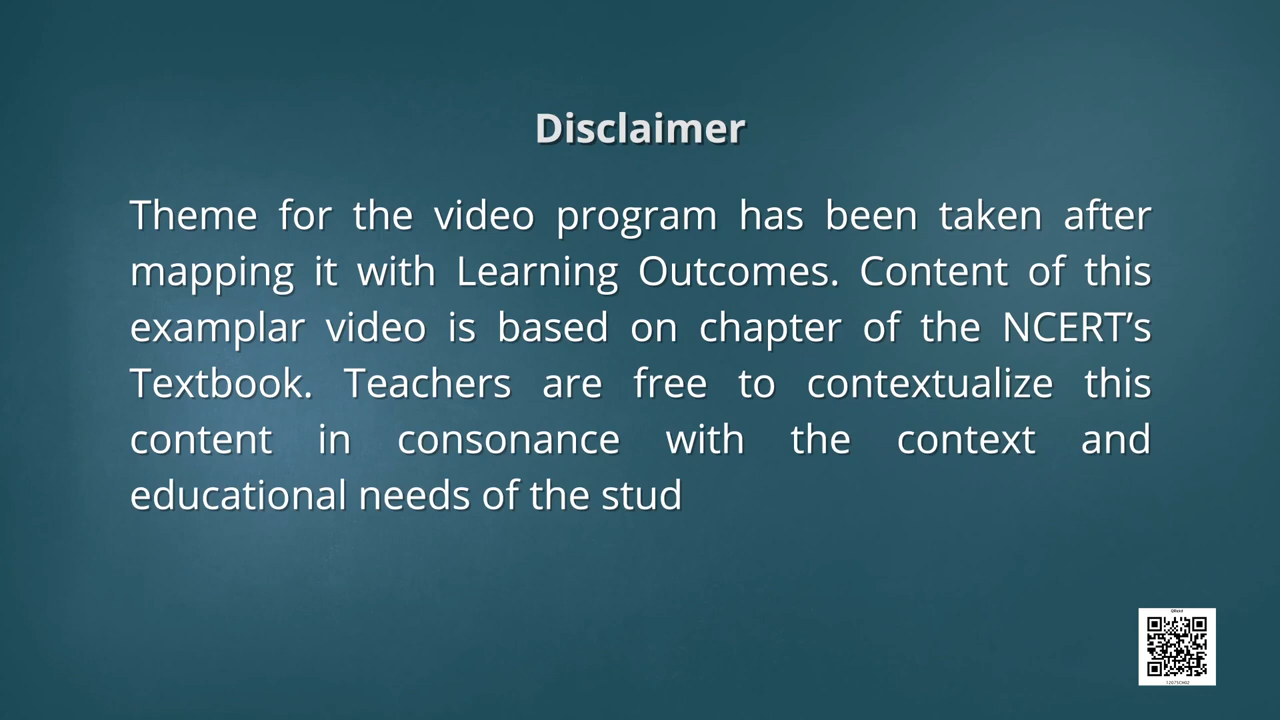 Disclaimer
Theme for the video program has been taken after
mapping it with Learning Outcomes. Content of this
examplar video is based on chapter of the NCERT’s
Textbook. Teachers are free to contextualize this
content in consonance with the context and
educational needs of the stud